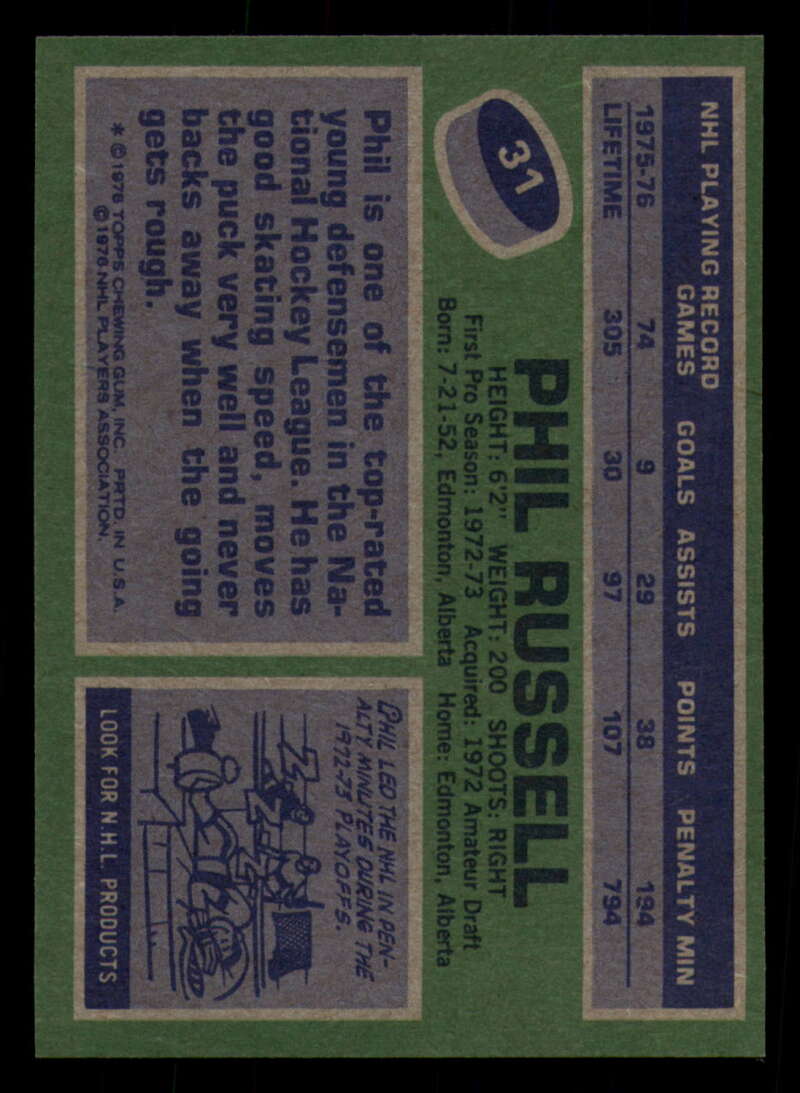 NHL PLAYING RECORD
GAMES GOALS ASSISTS POINTS PENALTY MIN
1975-76 74 9 29 38 194
LIFETIME 305 30 97 107 794
31
PHIL RUSSELL
HEIGHT: 6'2" WEIGHT: 200 SHOOTS: RIGHT
First Pro Season: 1972-73 Acquired: 1972 Amateur Draft
Born: 7-21-52, Edmonton, Alberta Home: Edmonton, Alberta
Phil is one of the top-rated
young defensemen in the Na-
tional Hockey League. He has
good skating speed, moves
the puck very well and never
backs away when the going
gets rough.
* © 1976 TOPPS CHEWING GUM, INC. PRTD. IN U.S.A.
© 1976 NHL PLAYERS ASSOCIATION.
PHIL LED THE NHL IN PEN-
ALTY MINUTES DURING THE
1972-73 PLAYOFFS.
Z Z Z
LOOK FOR N.H.L. PRODUCTS